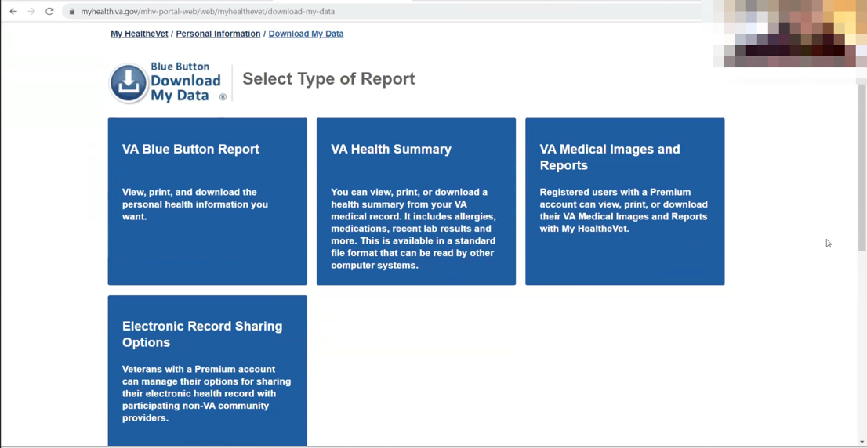 myhealth.va.gov/mhv-portal-web/web/myhealthevet/download-my-data
My HealtheVet / Personal Information / Download My Data
Blue Button
Download
My Data ®
Select Type of Report
VA Blue Button Report
View, print, and download the
personal health information you
want.
VA Health Summary
You can view, print, or download a
health summary from your VA
medical record. It includes allergies,
medications, recent lab results and
more. This is available in a standard
file format that can be read by other
computer systems.
VA Medical Images and
Reports
Registered users with a Premium
account can view, print, or download
their VA Medical Images and Reports
with My HealtheVet.
Electronic Record Sharing
Options
Veterans with a Premium account
can manage their options for sharing
their electronic health record with
participating non-VA community
providers.